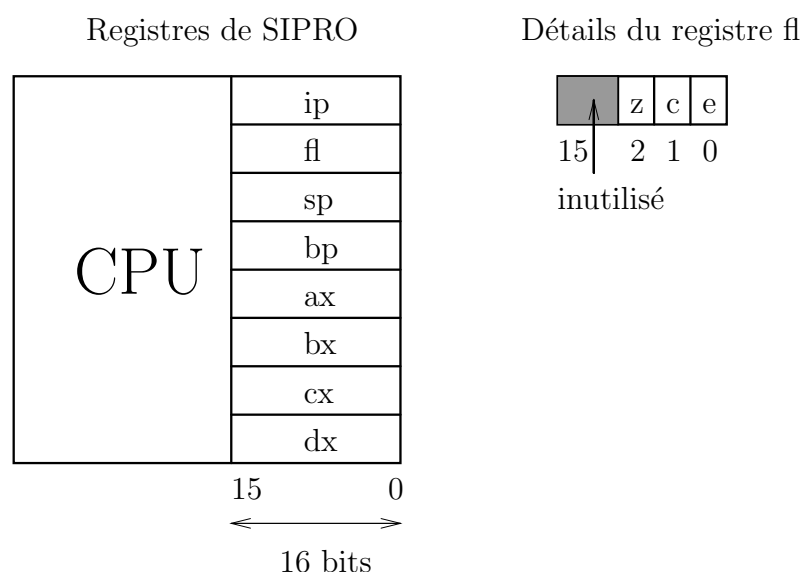 Registres de SIPRO
Détails du registre fl
CPU
ip
fl
sp
bp
ax
bx
cx
dx
15 0
16 bits
z c e
15 2 1 0
inutilisé